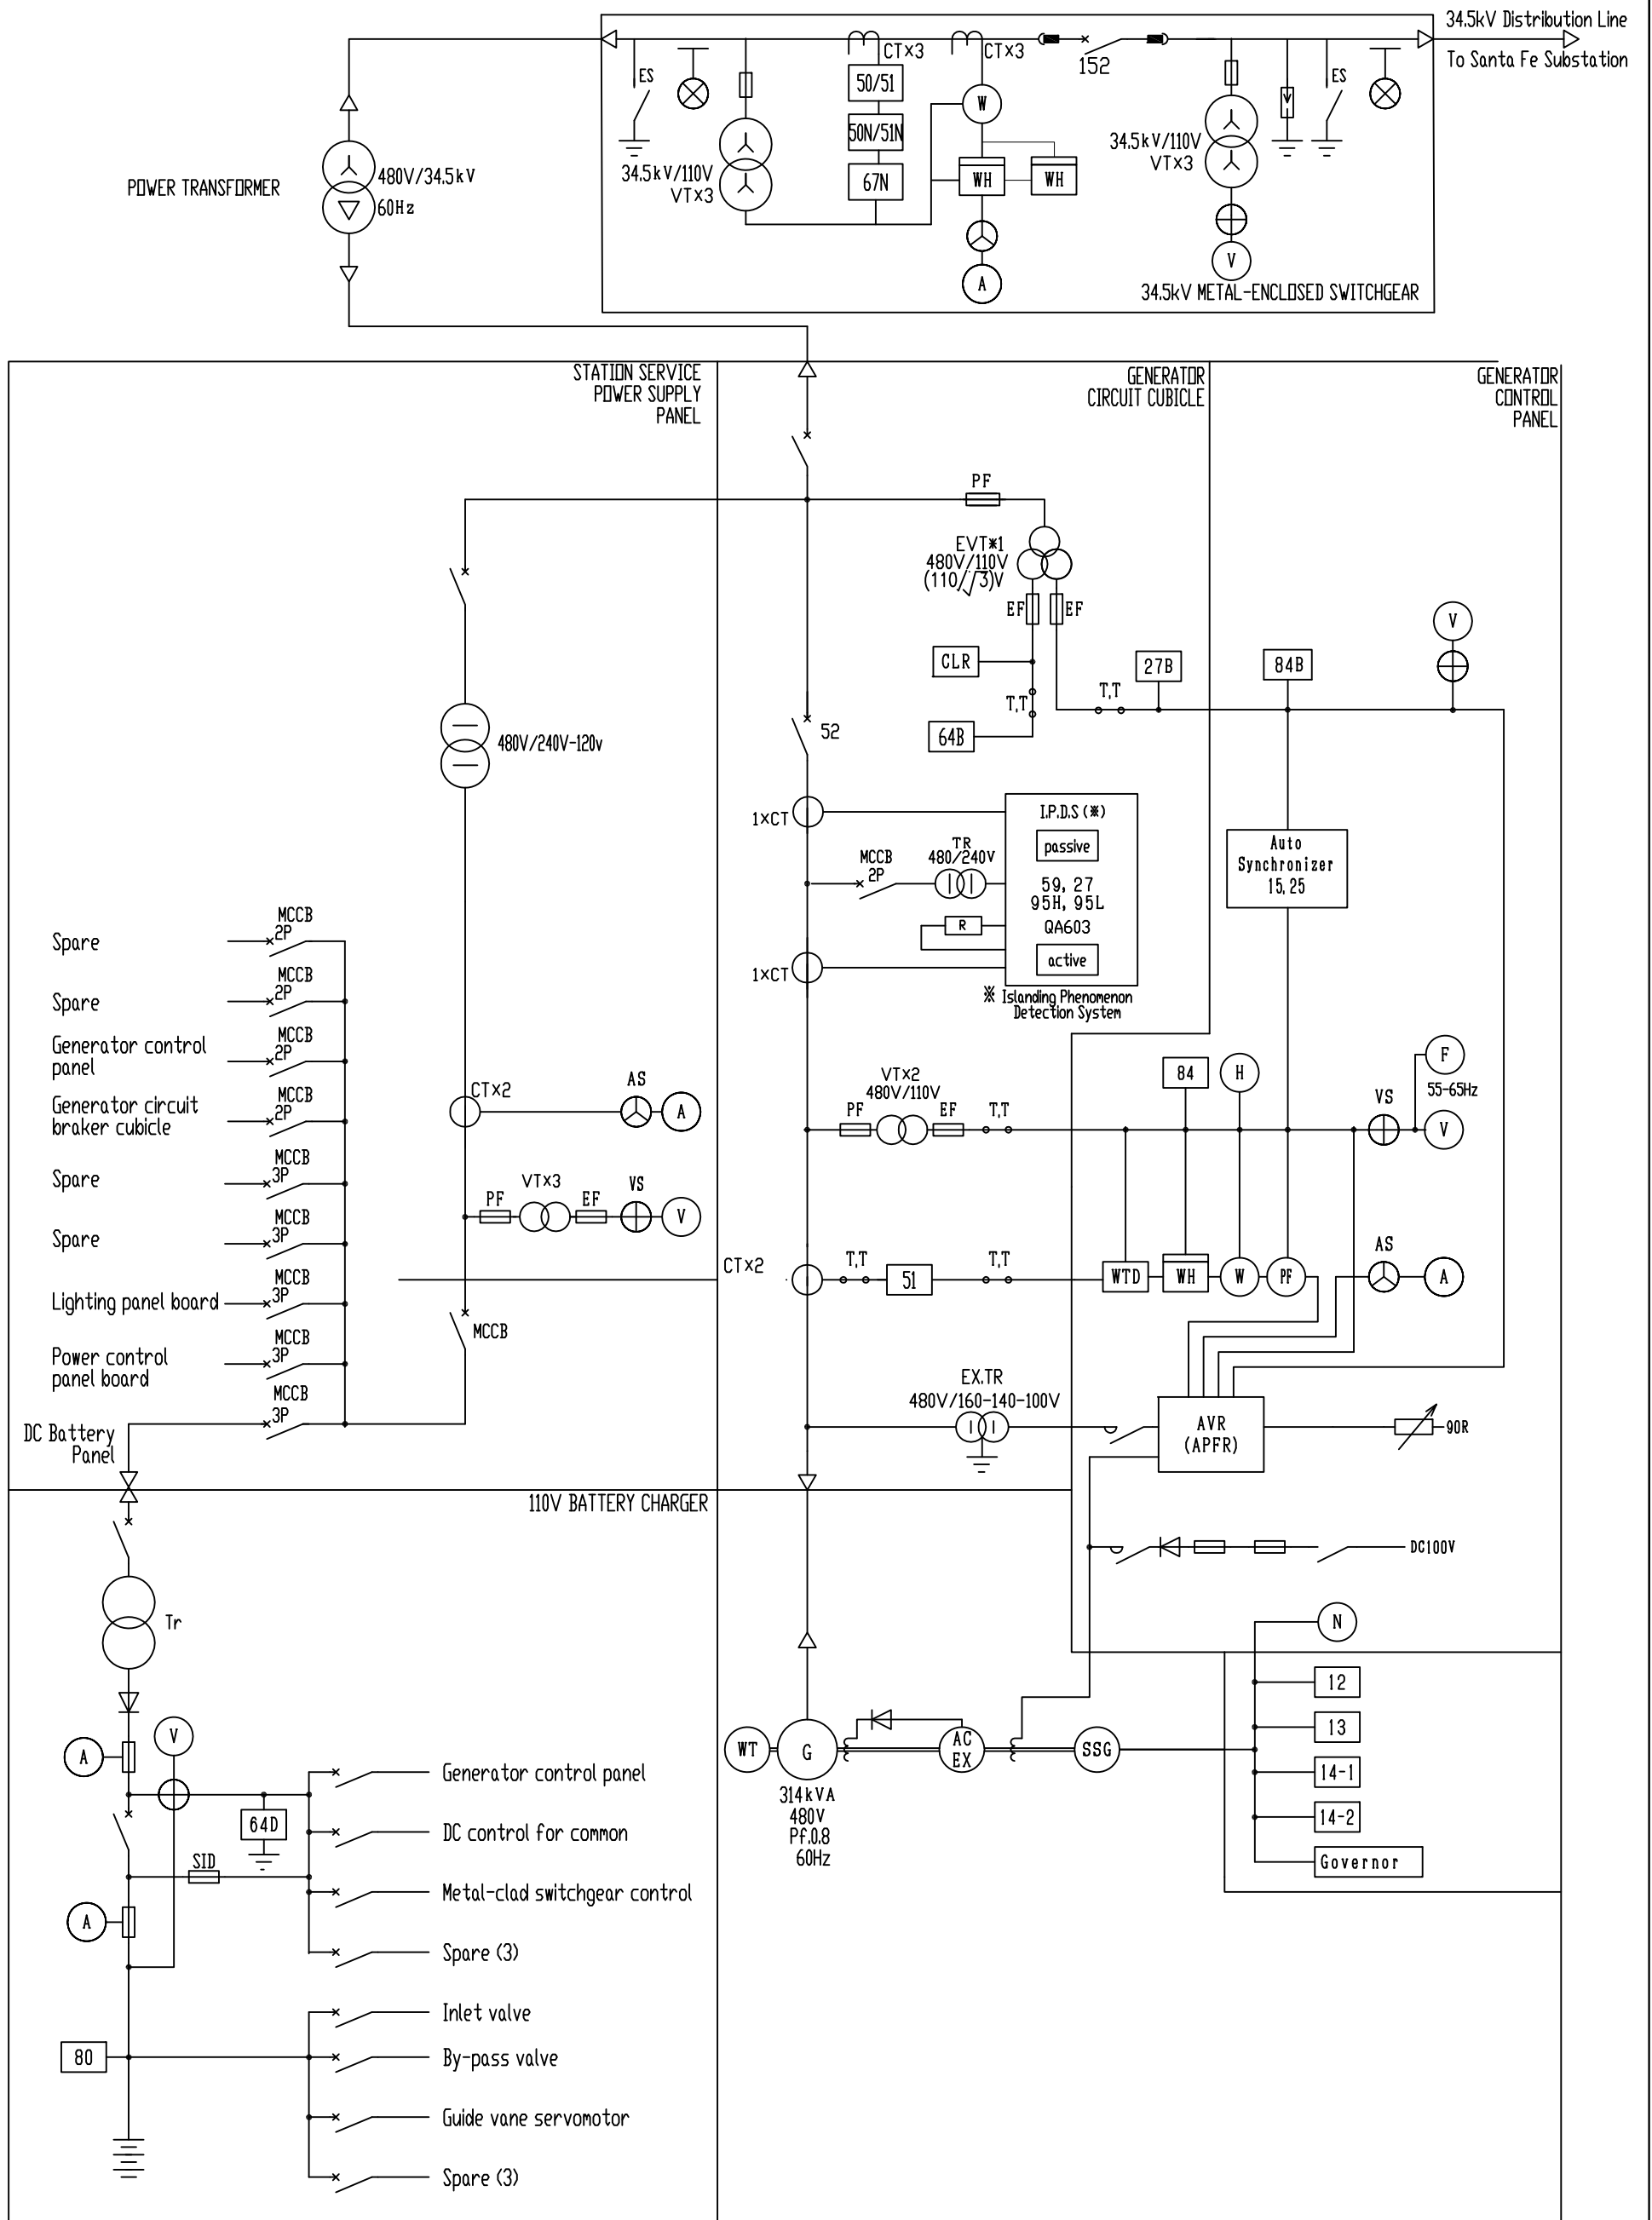 34.5kV Distribution Line
To Santa Fe Substation
CT×3
CT×3
152
ES
50/51
W
ES
50N/51N
34.5kV/110V
VT×3
34.5kV/110V
VT×3
67N
WH
WH
POWER TRANSFORMER
480V/34.5kV
60Hz
V
A
34.5kV METAL-ENCLOSED SWITCHGEAR
STATION SERVICE
POWER SUPPLY
PANEL
GENERATOR
CIRCUIT CUBICLE
GENERATOR
CONTROL
PANEL
PF
EVT※1
480V/110V
(110/√3)V
EF
EF
V
CLR
27B
84B
T,T
T,T
64B
52
480V/240V-120v
1×CT
I.P.D.S (※)
passive
MCCB
2P
TR
480/240V
59, 27
95H, 95L
QA603
R
active
1×CT
※ Islanding Phenomenon
Detection System
Auto
Synchronizer
15,25
MCCB
2P
Spare
MCCB
2P
Spare
MCCB
2P
Generator control
panel
MCCB
2P
Generator circuit
braker cubicle
MCCB
3P
Spare
MCCB
3P
Spare
MCCB
3P
Lighting panel board
MCCB
3P
Power control
panel board
MCCB
3P
DC Battery
Panel
CT×2
AS
A
VT×3
PF
EF
VS
V
MCCB
VT×2
480V/110V
PF
EF
T,T
84
H
F
55-65Hz
VS
V
CT×2
T,T
51
T,T
WTD
WH
W
PF
AS
A
EX.TR
480V/160-140-100V
AVR
(APFR)
90R
110V BATTERY CHARGER
DC100V
Tr
N
12
13
14-1
14-2
Governor
WT
G
AC
EX
SSG
314kVA
480V
Pf.0.8
60Hz
V
A
64D
SID
A
80
Generator control panel
DC control for common
Metal-clad switchgear control
Spare (3)
Inlet valve
By-pass valve
Guide vane servomotor
Spare (3)